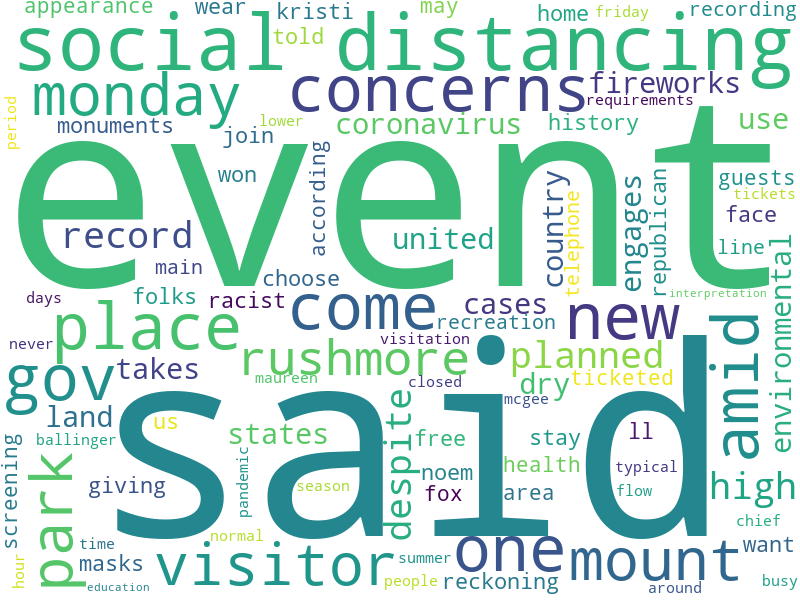 appearance wear kristi may home friday recording
social distancing told
monday concerns fireworks
requirements
period monuments join lower coronavirus history use
event
won according country telephone engages republican guests
tickets
face
record united line
main choose
interpretation
days folks racist come cases new
never place visitation recreation amid environmental
gov takes rushmore planned
maureen closed dry ticketed
said
land us states despite mcgee
ballinger free stay ll
screening park giving pandemic season noem health typical high
fox area flow
normal chief
time masks visitor summer one mount want
hour education people reckoning around busy